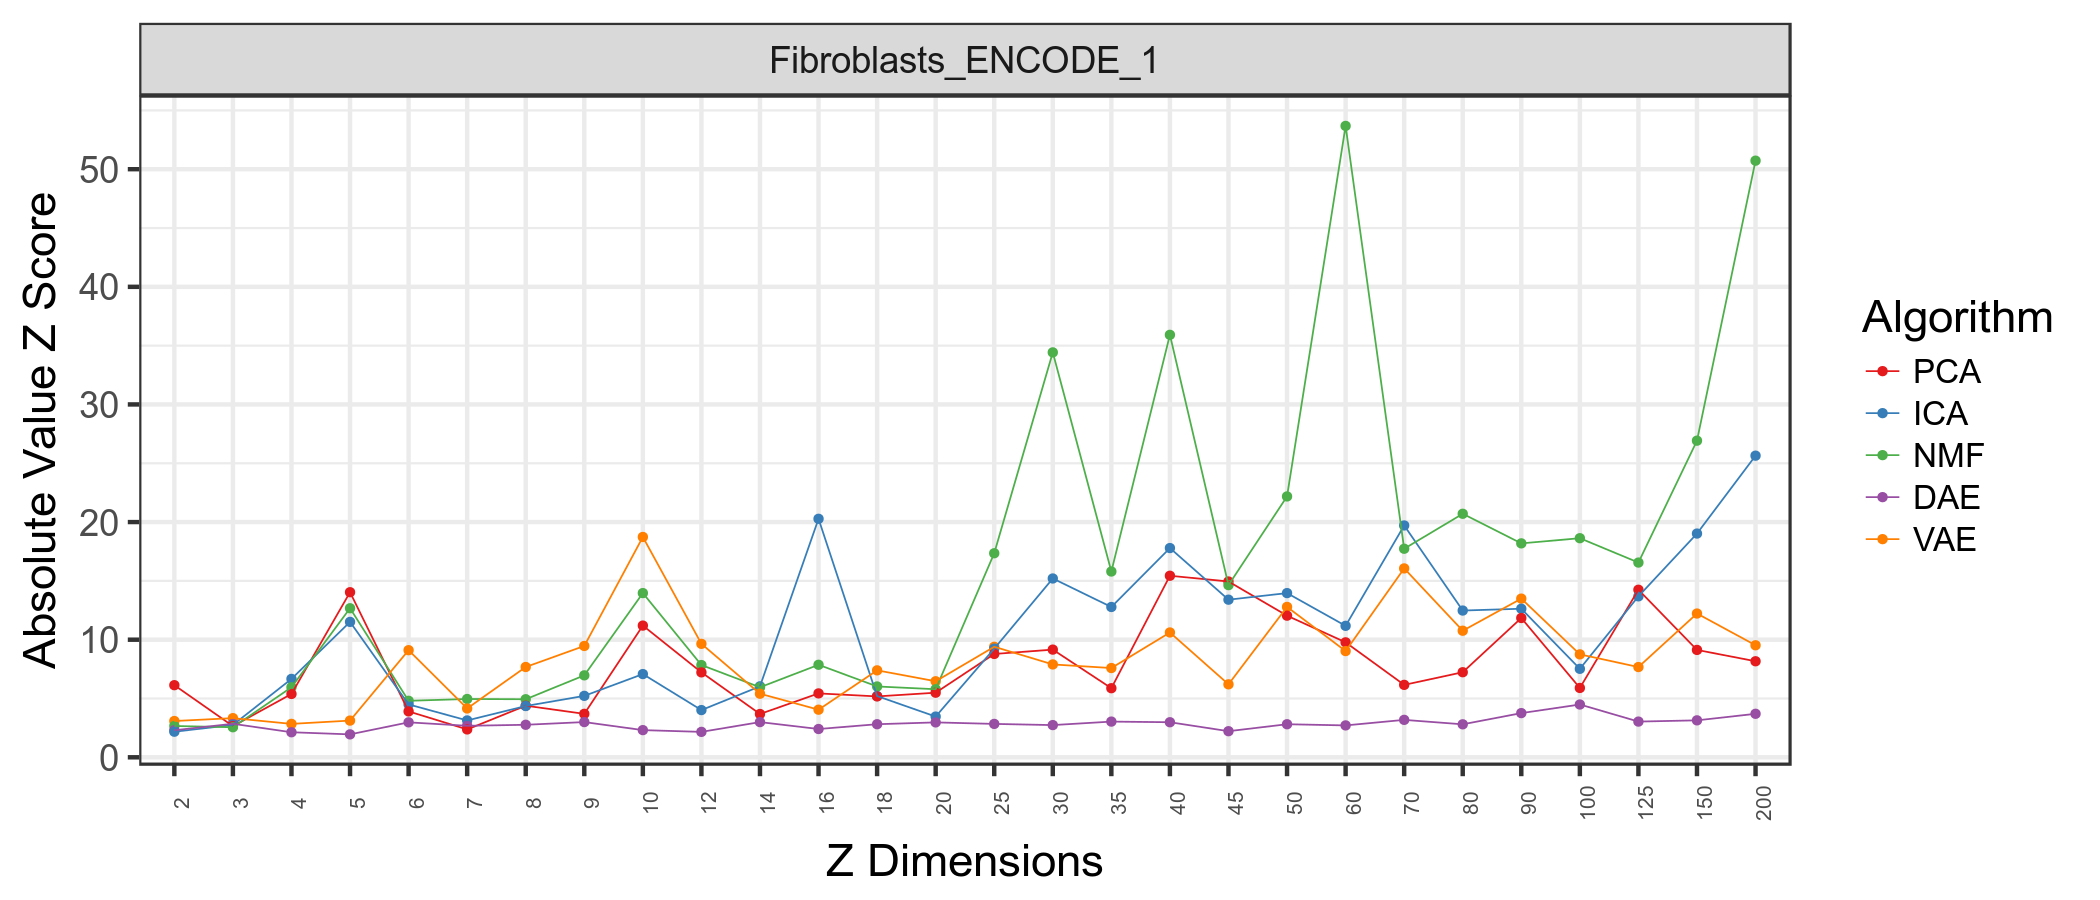 Fibroblasts_ENCODE_1
Absolute Value Z Score
50
40
30
20
10
0
2 3 4 5 6 7 8 9 10 12 14 16 18 20 25 30 35 40 45 50 60 70 80 90 100 125 150 200
Z Dimensions
Algorithm
PCA
ICA
NMF
DAE
VAE